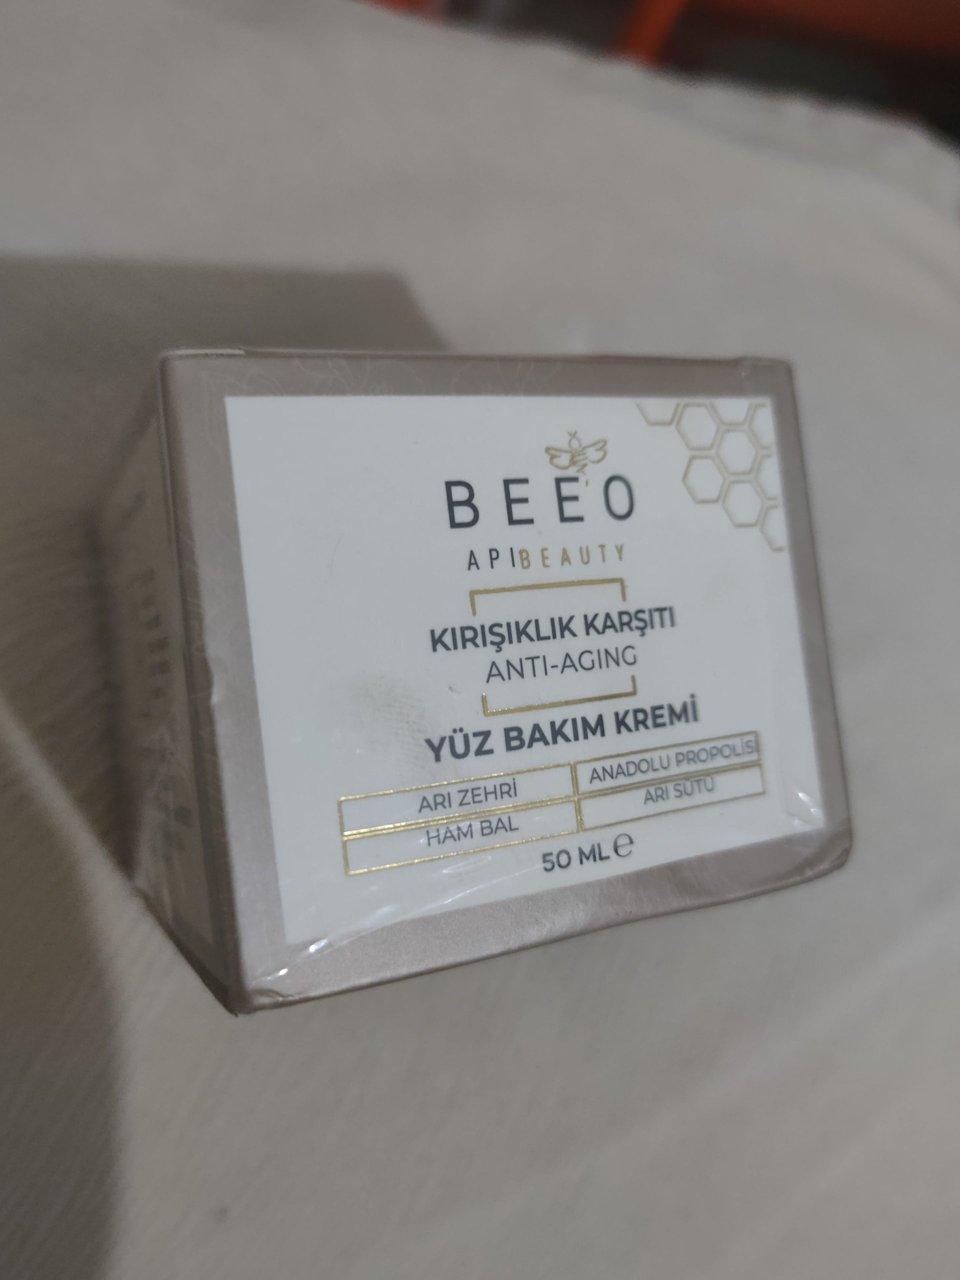 BEEO
APIBEAUTY
KIRIŞIKLIK KARŞITI
ANTI-AGING
YÜZ BAKIM KREMİ
ARI ZEHRİ
ANADOLU PROPOLİSİ
HAM BAL
ARI SÜTÜ
50 ML ℮